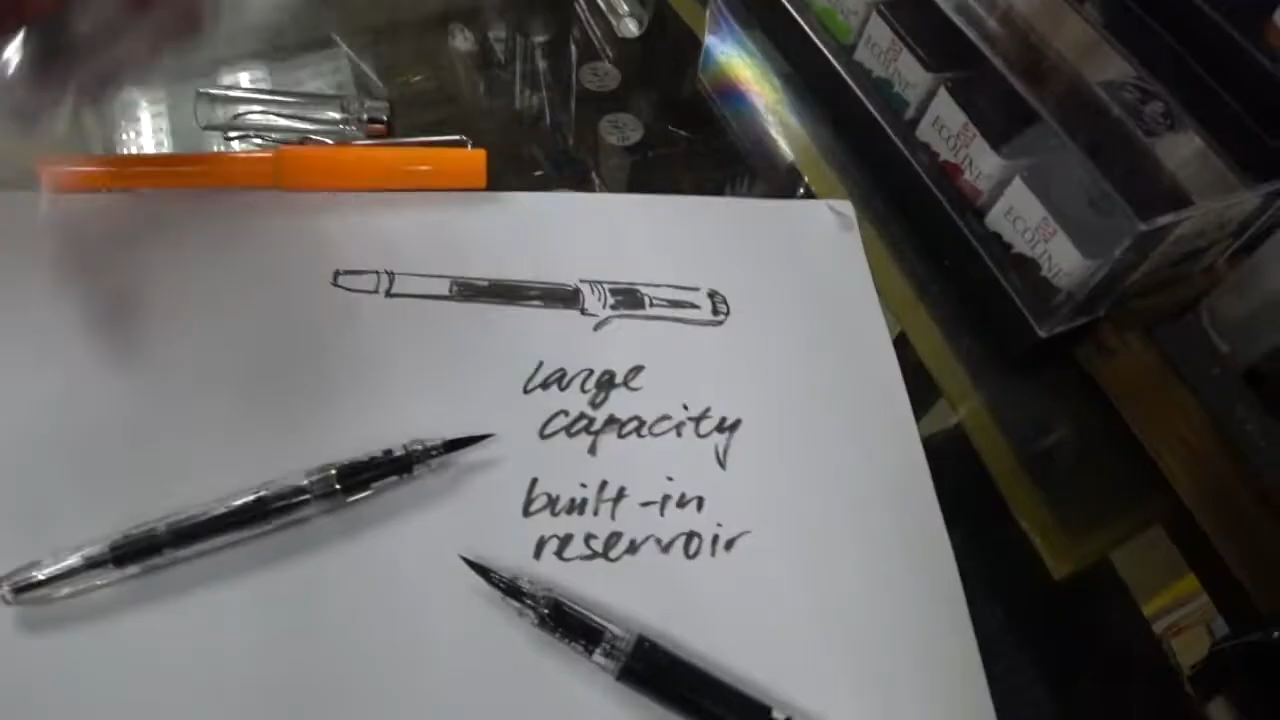 ECOLINE
ECOLINE
ECOLINE
large
capacity
built-in
reservoir